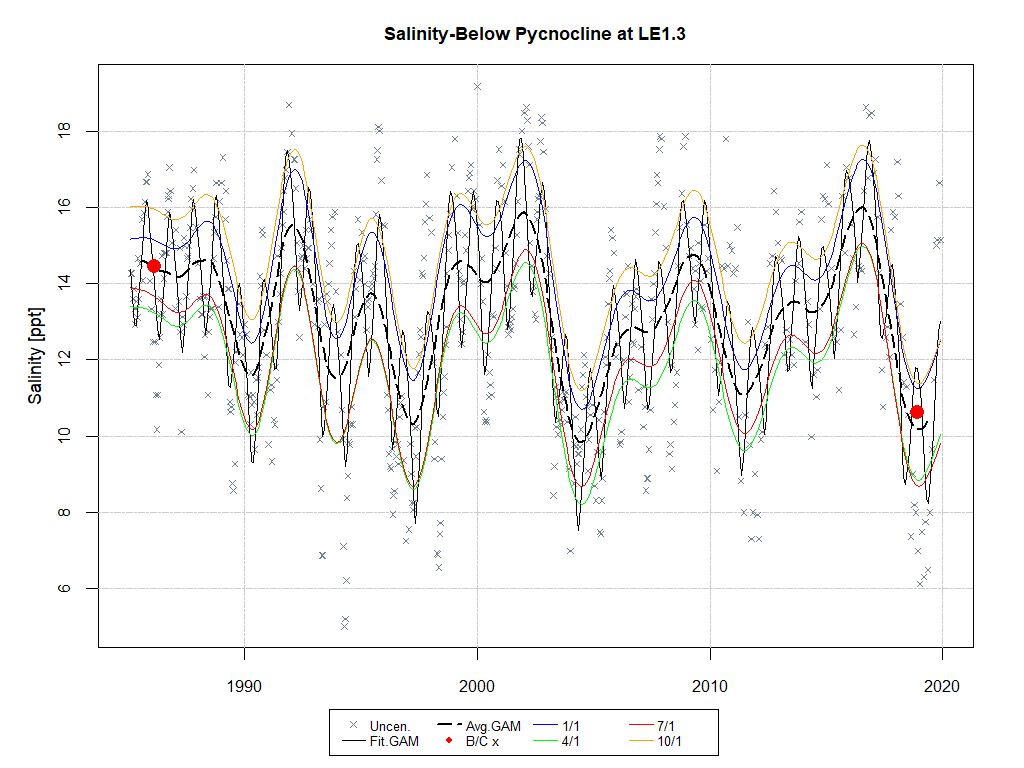 Salinity-Below Pycnocline at LE1.3
Salinity [ppt]
18
16
14
12
10
8
6
1990 2000 2010 2020
Uncen. Avg.GAM 1/1 7/1
Fit.GAM B/C x 4/1 10/1